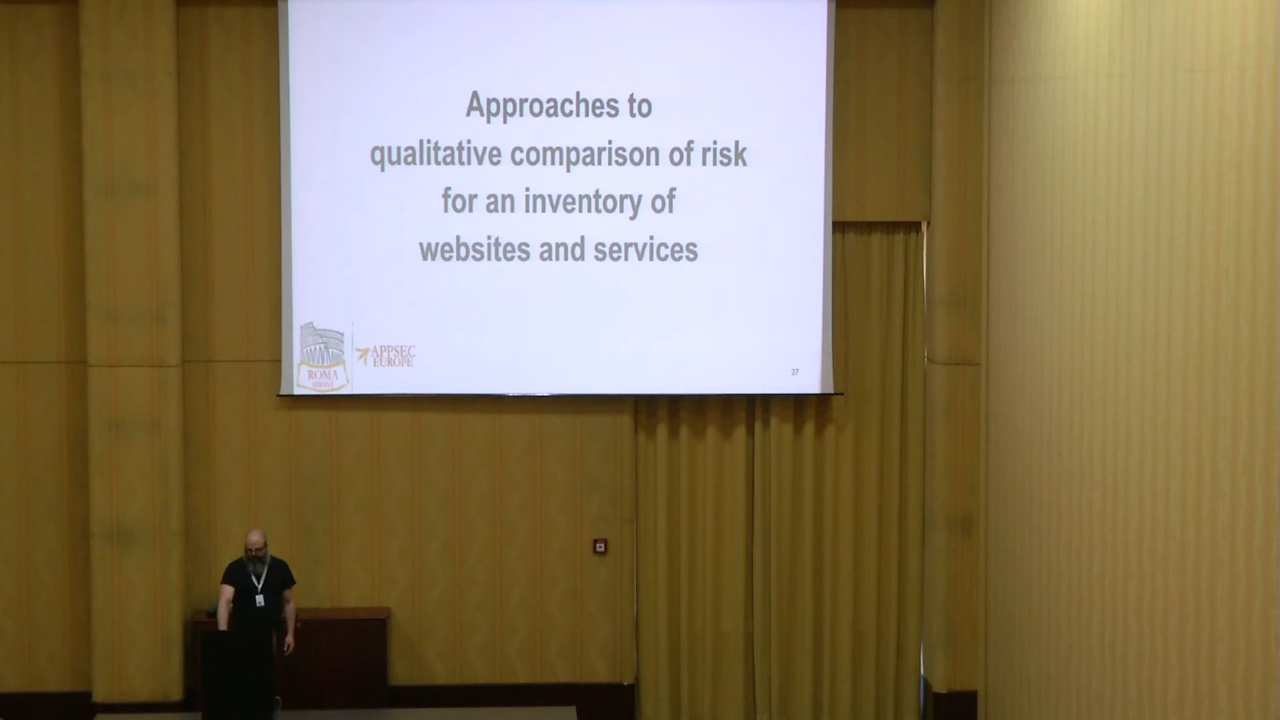 Approaches to
qualitative comparison of risk
for an inventory of
websites and services
ROMA
APPSEC
EUROPE
27